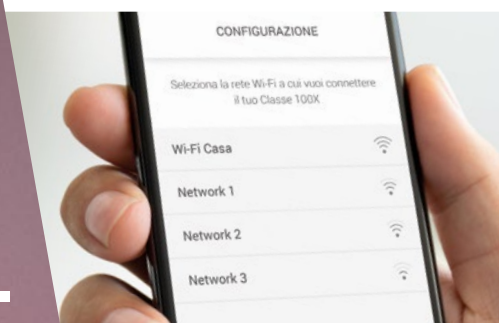 CONFIGURAZIONE
Seleziona la rete Wi-Fi a cui vuoi connettere
il tuo Classe 100X
Wi-Fi Casa
Network 1
Network 2
Network 3